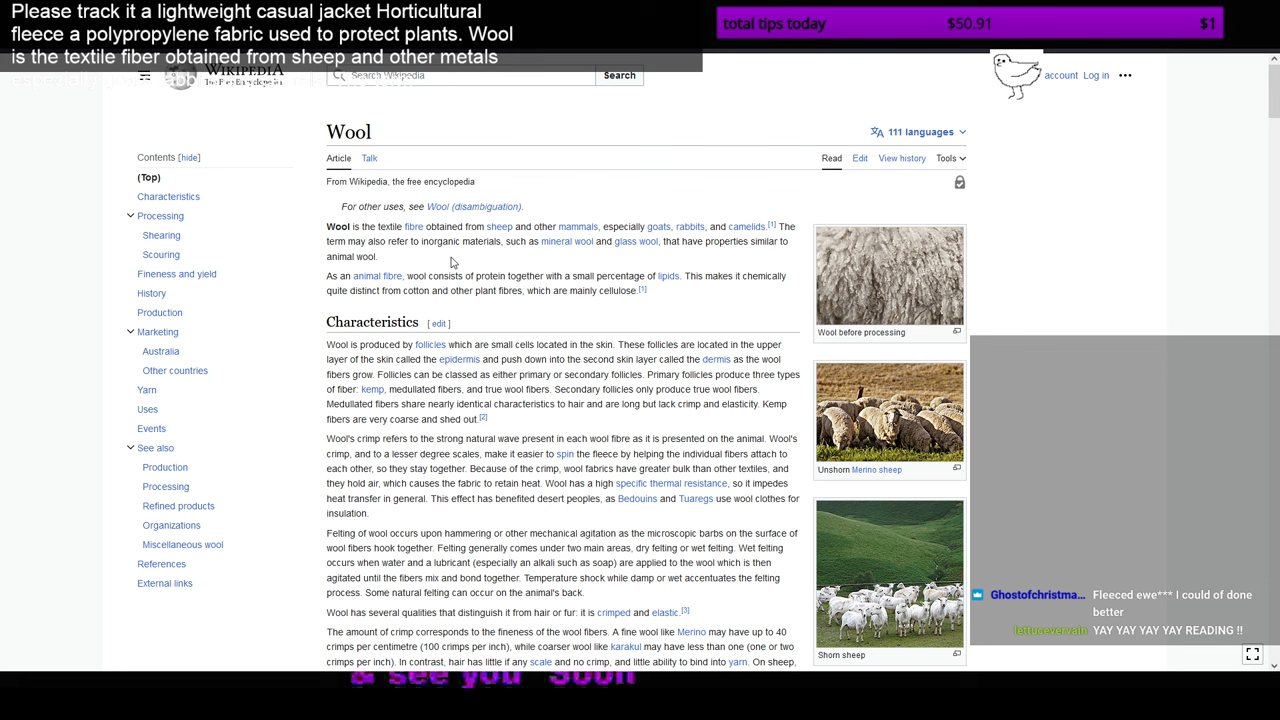 Please track it a lightweight casual jacket Horticultural
fleece a polypropylene fabric used to protect plants. Wool
is the textile fiber obtained from sheep and other metals
total tips today $50.91 $1
WIKIPEDIA
The Free Encyclopedia
Search Wikipedia
Search
account Log in
Wool
111 languages
Article Talk
Read Edit View history Tools
From Wikipedia, the free encyclopedia
Contents [hide]
(Top)
Characteristics
Processing
Shearing
Scouring
Fineness and yield
History
Production
Marketing
Australia
Other countries
Yarn
Uses
Events
See also
Production
Processing
Refined products
Organizations
Miscellaneous wool
References
External links
For other uses, see Wool (disambiguation).
Wool is the textile fibre obtained from sheep and other mammals, especially goats, rabbits, and camelids.[1] The
term may also refer to inorganic materials, such as mineral wool and glass wool, that have properties similar to
animal wool.
As an animal fibre, wool consists of protein together with a small percentage of lipids. This makes it chemically
quite distinct from cotton and other plant fibres, which are mainly cellulose.[1]
Characteristics [ edit ]
Wool is produced by follicles which are small cells located in the skin. These follicles are located in the upper
layer of the skin called the epidermis and push down into the second skin layer called the dermis as the wool
fibers grow. Follicles can be classed as either primary or secondary follicles. Primary follicles produce three types
of fiber: kemp, medullated fibers, and true wool fibers. Secondary follicles only produce true wool fibers.
Medullated fibers share nearly identical characteristics to hair and are long but lack crimp and elasticity. Kemp
fibers are very coarse and shed out.[2]
Wool's crimp refers to the strong natural wave present in each wool fibre as it is presented on the animal. Wool's
crimp, and to a lesser degree scales, make it easier to spin the fleece by helping the individual fibers attach to
each other, so they stay together. Because of the crimp, wool fabrics have greater bulk than other textiles, and
they hold air, which causes the fabric to retain heat. Wool has a high specific thermal resistance, so it impedes
heat transfer in general. This effect has benefited desert peoples, as Bedouins and Tuaregs use wool clothes for
insulation.
Felting of wool occurs upon hammering or other mechanical agitation as the microscopic barbs on the surface of
wool fibers hook together. Felting generally comes under two main areas, dry felting or wet felting. Wet felting
occurs when water and a lubricant (especially an alkali such as soap) are applied to the wool which is then
agitated until the fibers mix and bond together. Temperature shock while damp or wet accentuates the felting
process. Some natural felting can occur on the animal's back.
Wool has several qualities that distinguish it from hair or fur: it is crimped and elastic.[3]
The amount of crimp corresponds to the fineness of the wool fibers. A fine wool like Merino may have up to 40
crimps per centimetre (100 crimps per inch), while coarser wool like karakul may have less than one (one or two
crimps per inch). In contrast, hair has little if any scale and no crimp, and little ability to bind into yarn. On sheep,
Wool before processing
Unshorn Merino sheep
Shorn sheep
Ghostofchristma... Fleeced ewe*** I could of done
better
lettucevervain YAY YAY YAY YAY READING !!
& see you Soon